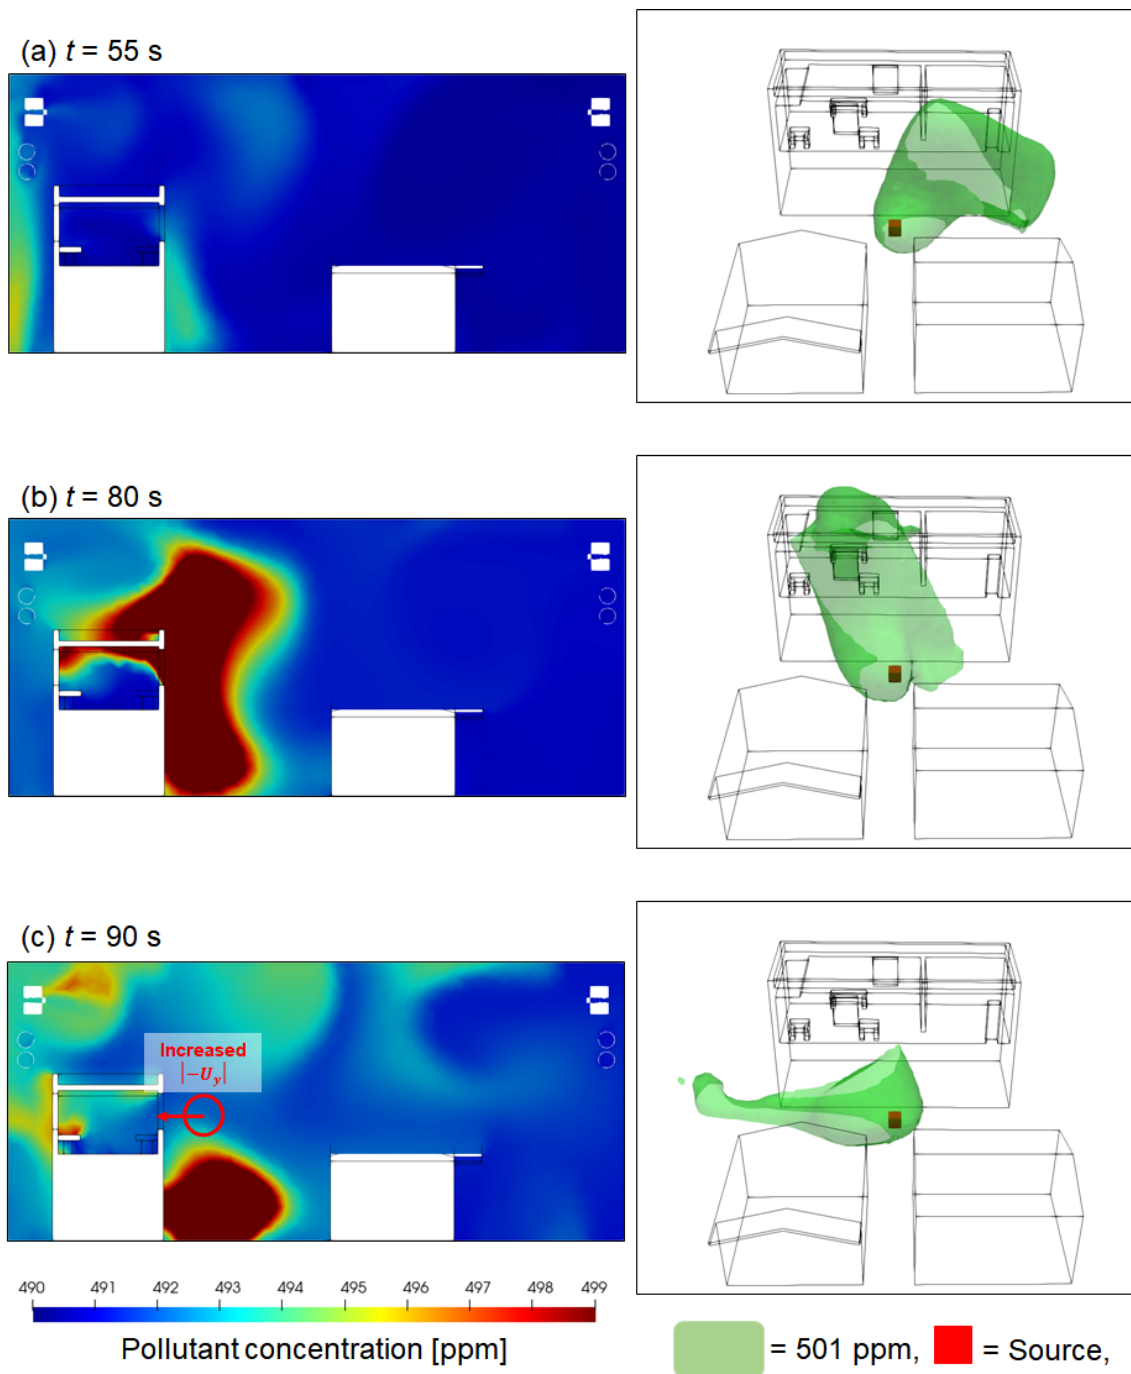 (a) t = 55 s
(b) t = 80 s
(c) t = 90 s
Increased
|−U_y|
490 491 492 493 494 495 496 497 498 499
Pollutant concentration [ppm]
= 501 ppm, = Source,